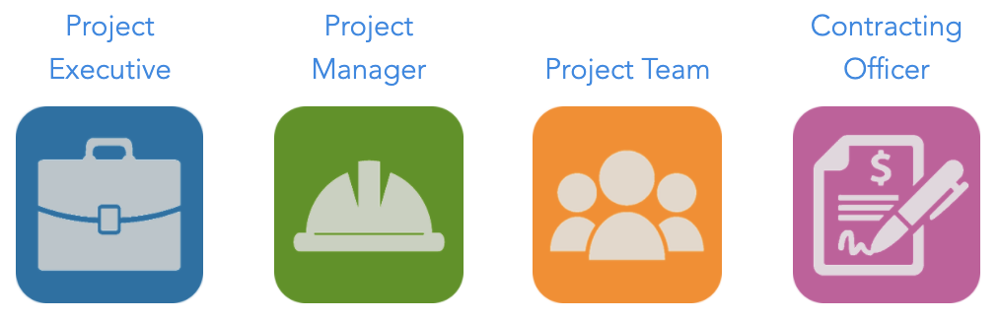 Project
Executive
Project
Manager
Project Team
Contracting
Officer
$